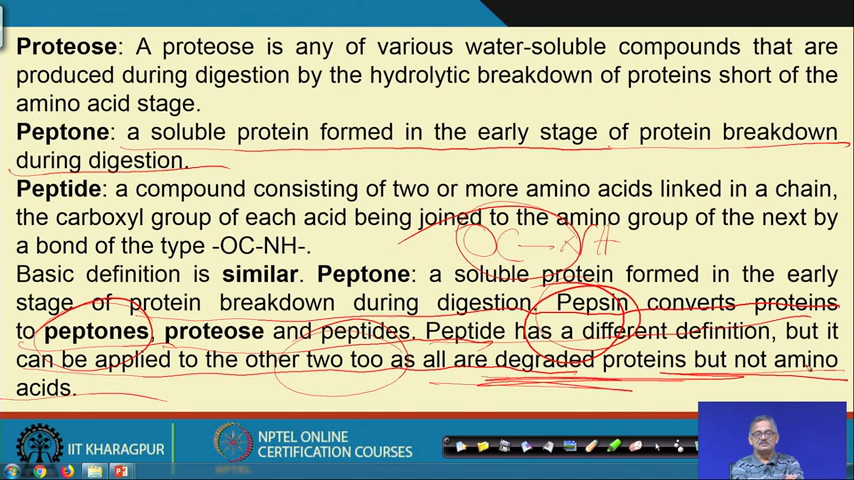 Proteose: A proteose is any of various water-soluble compounds that are
produced during digestion by the hydrolytic breakdown of proteins short of the
amino acid stage.
Peptone: a soluble protein formed in the early stage of protein breakdown
during digestion.
Peptide: a compound consisting of two or more amino acids linked in a chain,
the carboxyl group of each acid being joined to the amino group of the next by
a bond of the type -OC-NH-.
OC-NH
Basic definition is similar. Peptone: a soluble protein formed in the early
stage of protein breakdown during digestion. Pepsin converts proteins
to peptones, proteose and peptides. Peptide has a different definition, but it
can be applied to the other two too as all are degraded proteins but not amino
acids.
IIT KHARAGPUR
NPTEL ONLINE
CERTIFICATION COURSES
NPTEL